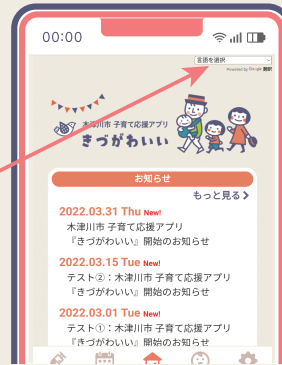 00:00
言語を選択
Powered by Google 翻訳
木津川市 子育て応援アプリ
きづがわいい
お知らせ
もっと見る
2022.03.31 Thu New!
木津川市 子育て応援アプリ
『きづがわいい』開始のお知らせ
2022.03.15 Tue New!
テスト②：木津川市 子育て応援アプリ
『きづがわいい』開始のお知らせ
2022.03.01 Tue New!
テスト①：木津川市 子育て応援アプリ
『きづがわいい』開始のお知らせ